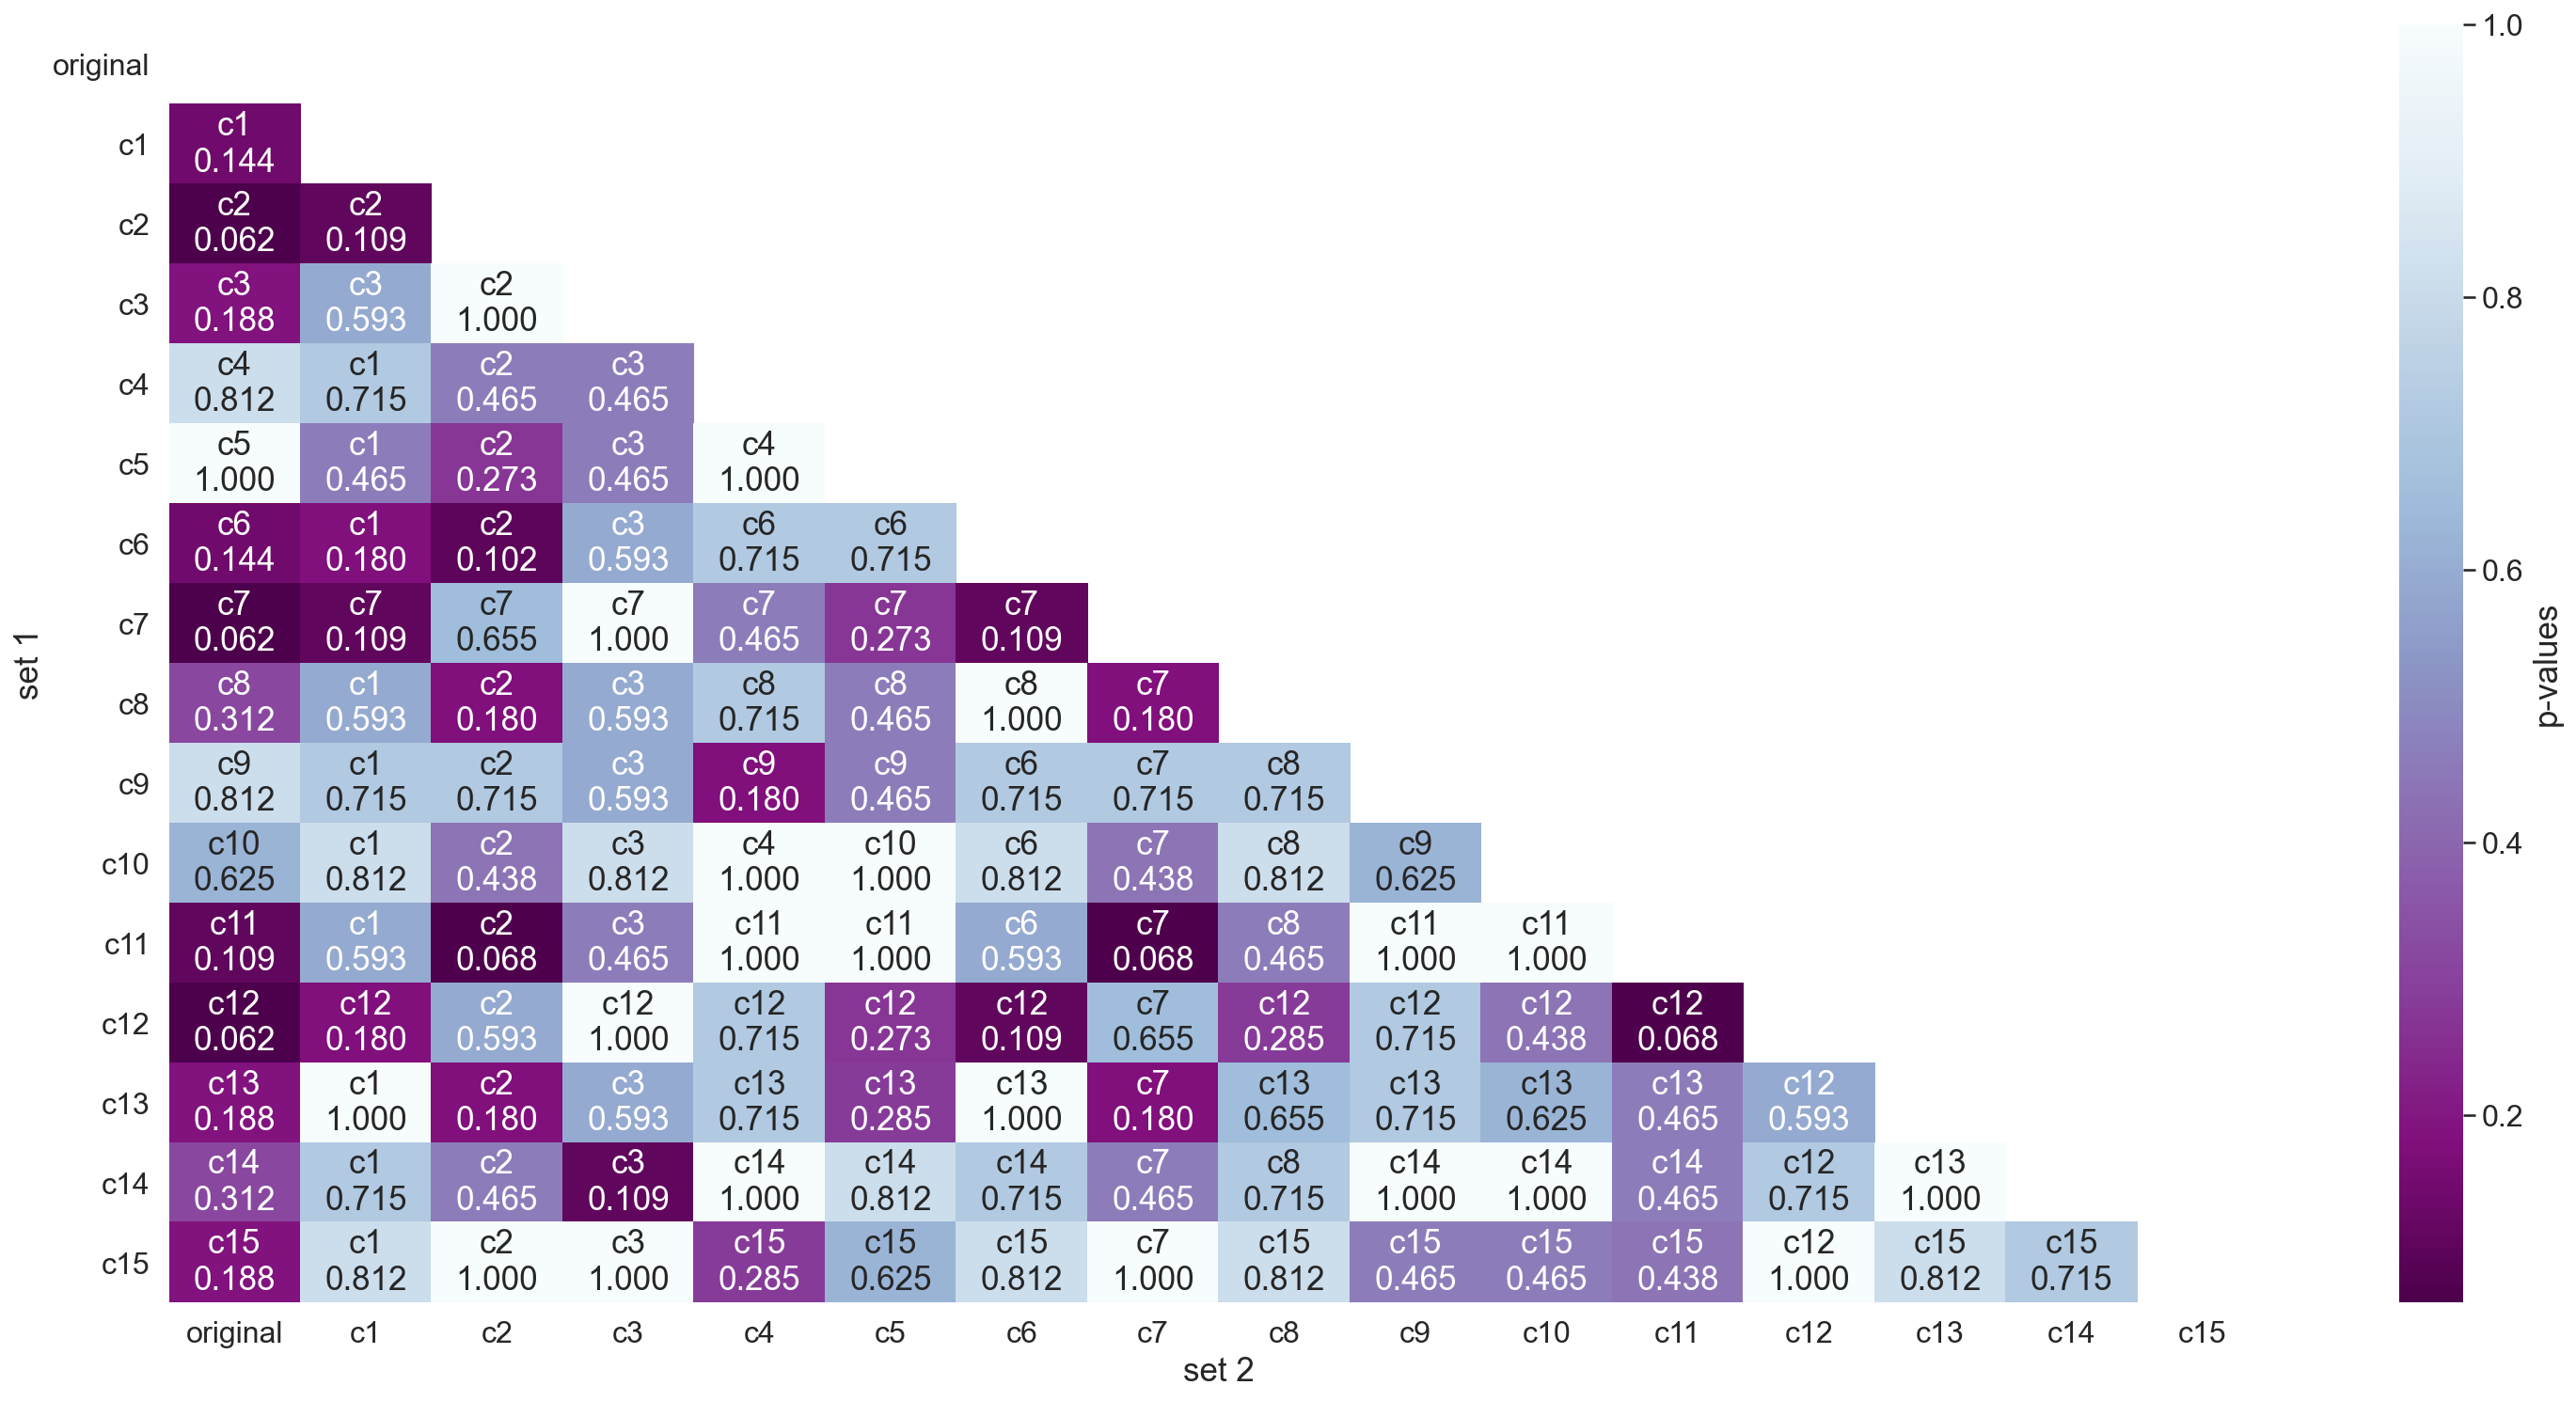 original
c1 c1
0.144
c2 c2 c2
0.062 0.109
c3 c3 c3 c2
0.188 0.593 1.000
c4 c4 c1 c2 c3
0.812 0.715 0.465 0.465
c5 c5 c1 c2 c3 c4
1.000 0.465 0.273 0.465 1.000
c6 c6 c1 c2 c3 c6 c6
0.144 0.180 0.102 0.593 0.715 0.715
c7 c7 c7 c7 c7 c7 c7 c7
0.062 0.109 0.655 1.000 0.465 0.273 0.109
c8 c8 c1 c2 c3 c8 c8 c8 c7
0.312 0.593 0.180 0.593 0.715 0.465 1.000 0.180
c9 c9 c1 c2 c3 c9 c9 c6 c7 c8
0.812 0.715 0.715 0.593 0.180 0.465 0.715 0.715 0.715
c10 c10 c1 c2 c3 c4 c10 c6 c7 c8 c9
0.625 0.812 0.438 0.812 1.000 1.000 0.812 0.438 0.812 0.625
c11 c11 c1 c2 c3 c11 c11 c6 c7 c8 c11 c11
0.109 0.593 0.068 0.465 1.000 1.000 0.593 0.068 0.465 1.000 1.000
c12 c12 c12 c2 c12 c12 c12 c12 c7 c12 c12 c12 c12
0.062 0.180 0.593 1.000 0.715 0.273 0.109 0.655 0.285 0.715 0.438 0.068
c13 c13 c1 c2 c3 c13 c13 c13 c7 c13 c13 c13 c13 c12
0.188 1.000 0.180 0.593 0.715 0.285 1.000 0.180 0.655 0.715 0.625 0.465 0.593
c14 c14 c1 c2 c3 c14 c14 c14 c7 c8 c14 c14 c14 c12 c13
0.312 0.715 0.465 0.109 1.000 0.812 0.715 0.465 0.715 1.000 1.000 0.465 0.715 1.000
c15 c15 c1 c2 c3 c15 c15 c15 c7 c15 c15 c15 c15 c12 c15 c15
0.188 0.812 1.000 1.000 0.285 0.625 0.812 1.000 0.812 0.465 0.465 0.438 1.000 0.812 0.715
original c1 c2 c3 c4 c5 c6 c7 c8 c9 c10 c11 c12 c13 c14 c15
set 2
set 1
1.0
0.8
0.6
0.4
0.2
p-values